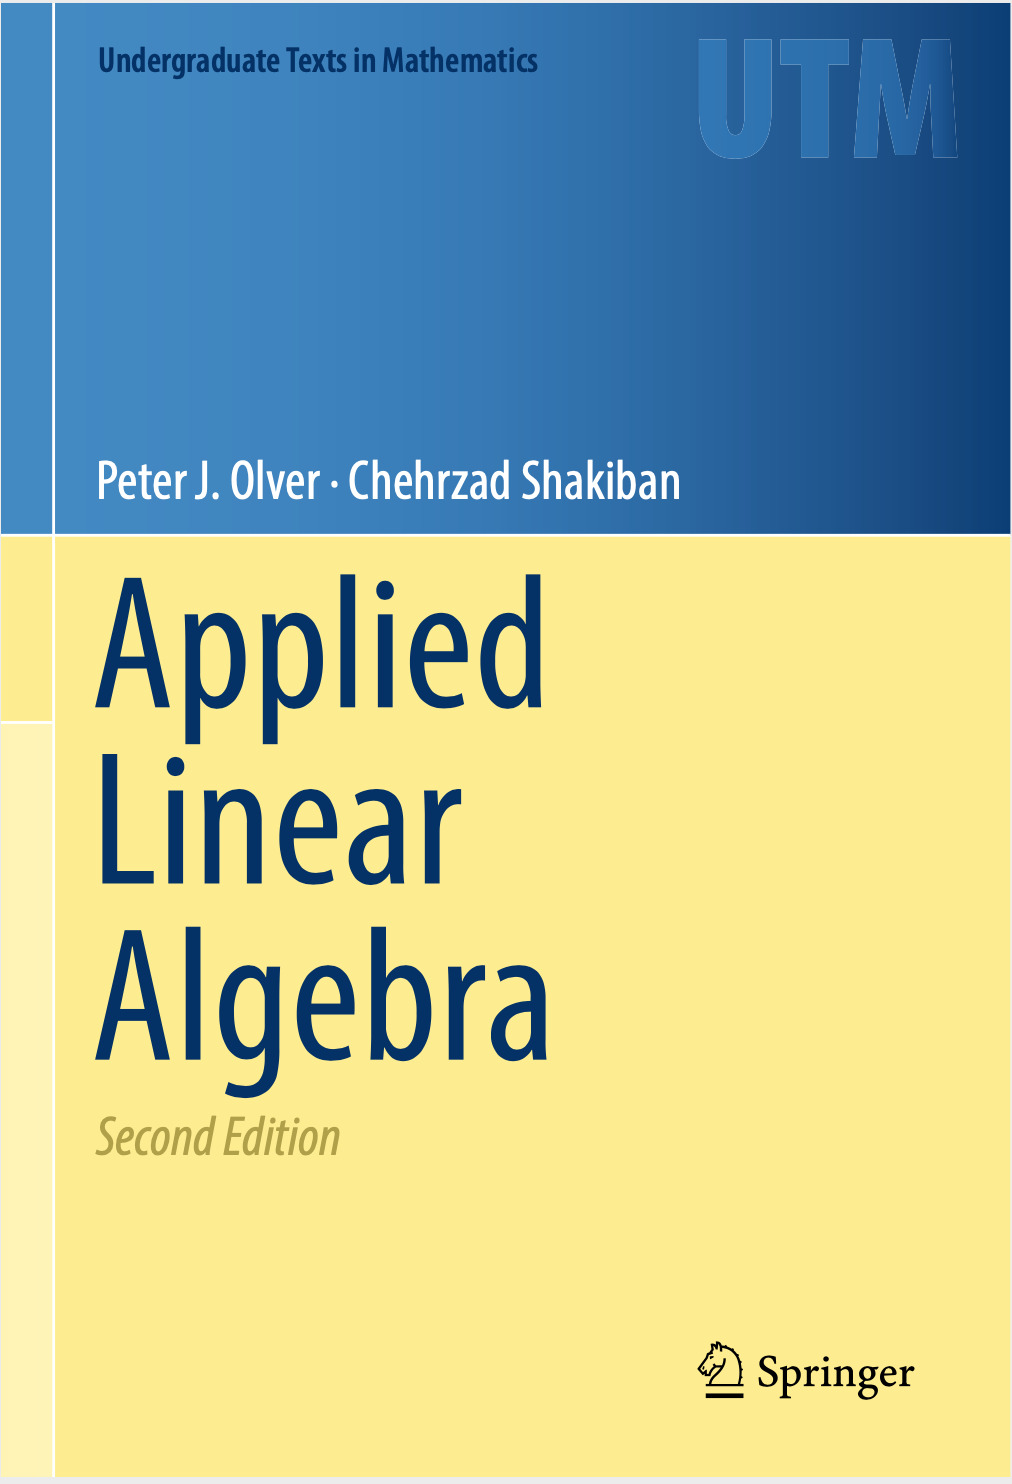 Undergraduate Texts in Mathematics
UTM
Peter J. Olver · Chehrzad Shakiban
Applied
Linear
Algebra
Second Edition
Springer